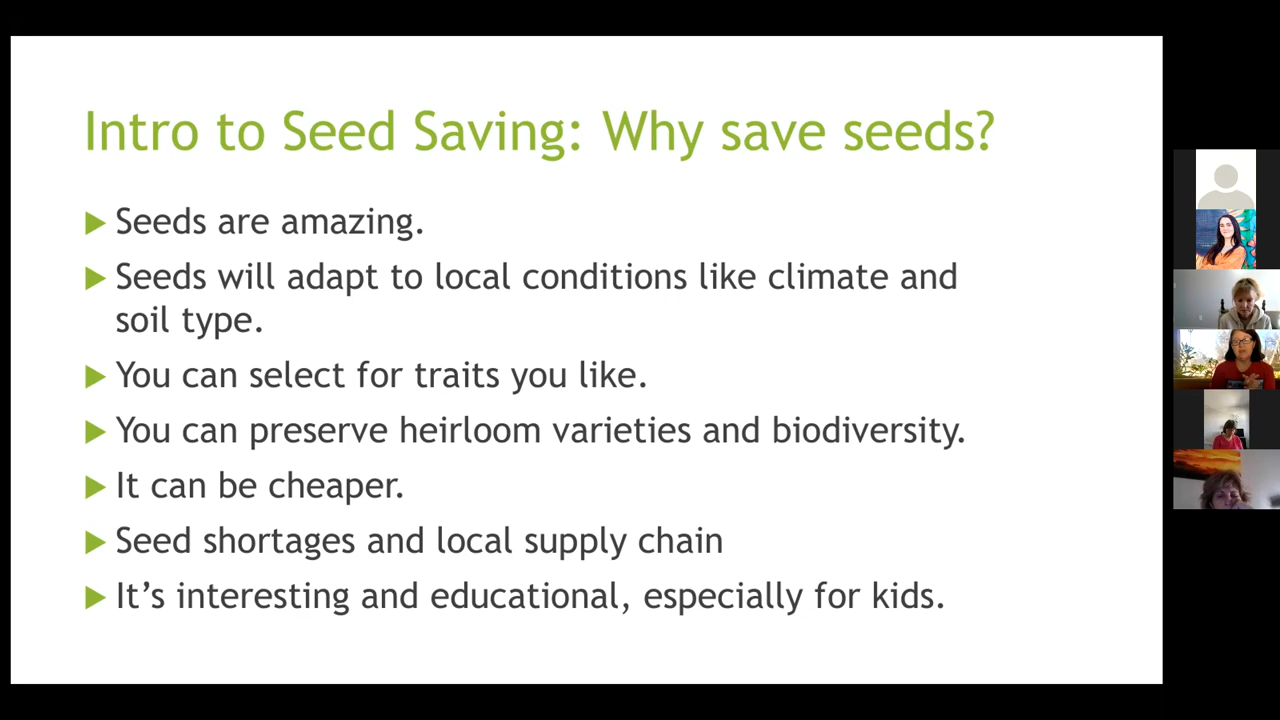 Intro to Seed Saving: Why save seeds?
Seeds are amazing.
Seeds will adapt to local conditions like climate and
soil type.
You can select for traits you like.
You can preserve heirloom varieties and biodiversity.
It can be cheaper.
Seed shortages and local supply chain
It’s interesting and educational, especially for kids.